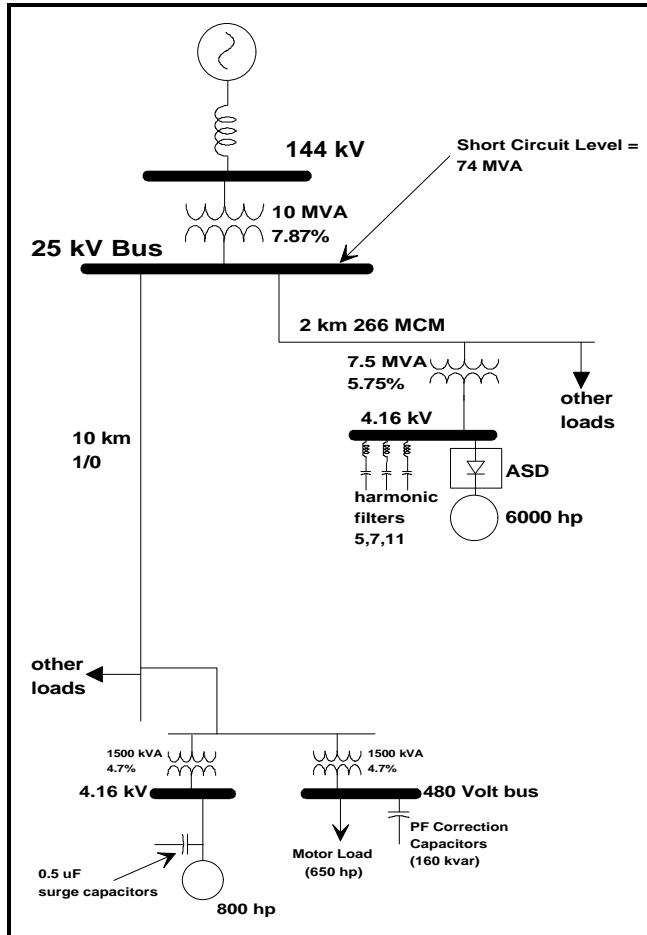 144 kV
Short Circuit Level =
74 MVA
10 MVA
7.87%
25 kV Bus
2 km 266 MCM
7.5 MVA
5.75%
other
loads
4.16 kV
10 km
1/0
ASD
harmonic
filters
5,7,11
6000 hp
other
loads
1500 kVA
4.7%
1500 kVA
4.7%
4.16 kV
480 Volt bus
PF Correction
Capacitors
(160 kvar)
Motor Load
(650 hp)
0.5 uF
surge capacitors
800 hp